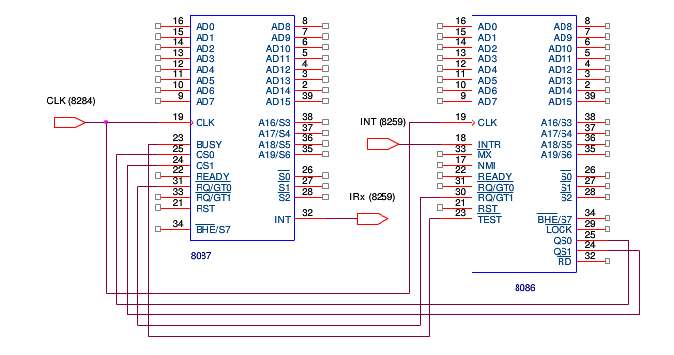 16 AD0 AD8 8
15 AD1 AD9 7
14 AD2 AD10 6
13 AD3 AD11 5
12 AD4 AD12 4
11 AD5 AD13 3
10 AD6 AD14 2
9 AD7 AD15 39
CLK (8284)
19 CLK A16/S3 38
A17/S4 37
23 BUSY A18/S5 36
25 CS0 A19/S6 35
24 CS1
22 READY S0 26
31 RQ/GT0 S1 27
33 RQ/GT1 S2 28
21 RST
INT 32
IRx (8259)
34 BHE/S7
8087
16 AD0 AD8 8
15 AD1 AD9 7
14 AD2 AD10 6
13 AD3 AD11 5
12 AD4 AD12 4
11 AD5 AD13 3
10 AD6 AD14 2
9 AD7 AD15 39
INT (8259)
19 CLK A16/S3 38
A17/S4 37
18 INTR A18/S5 36
33 MX A19/S6 35
17 NMI
22 READY S0 26
31 RQ/GT0 S1 27
30 RQ/GT1 S2 28
21 RST
23 TEST BHE/S7 34
LOCK 29
QS0 25
QS1 24
RD 32
8086